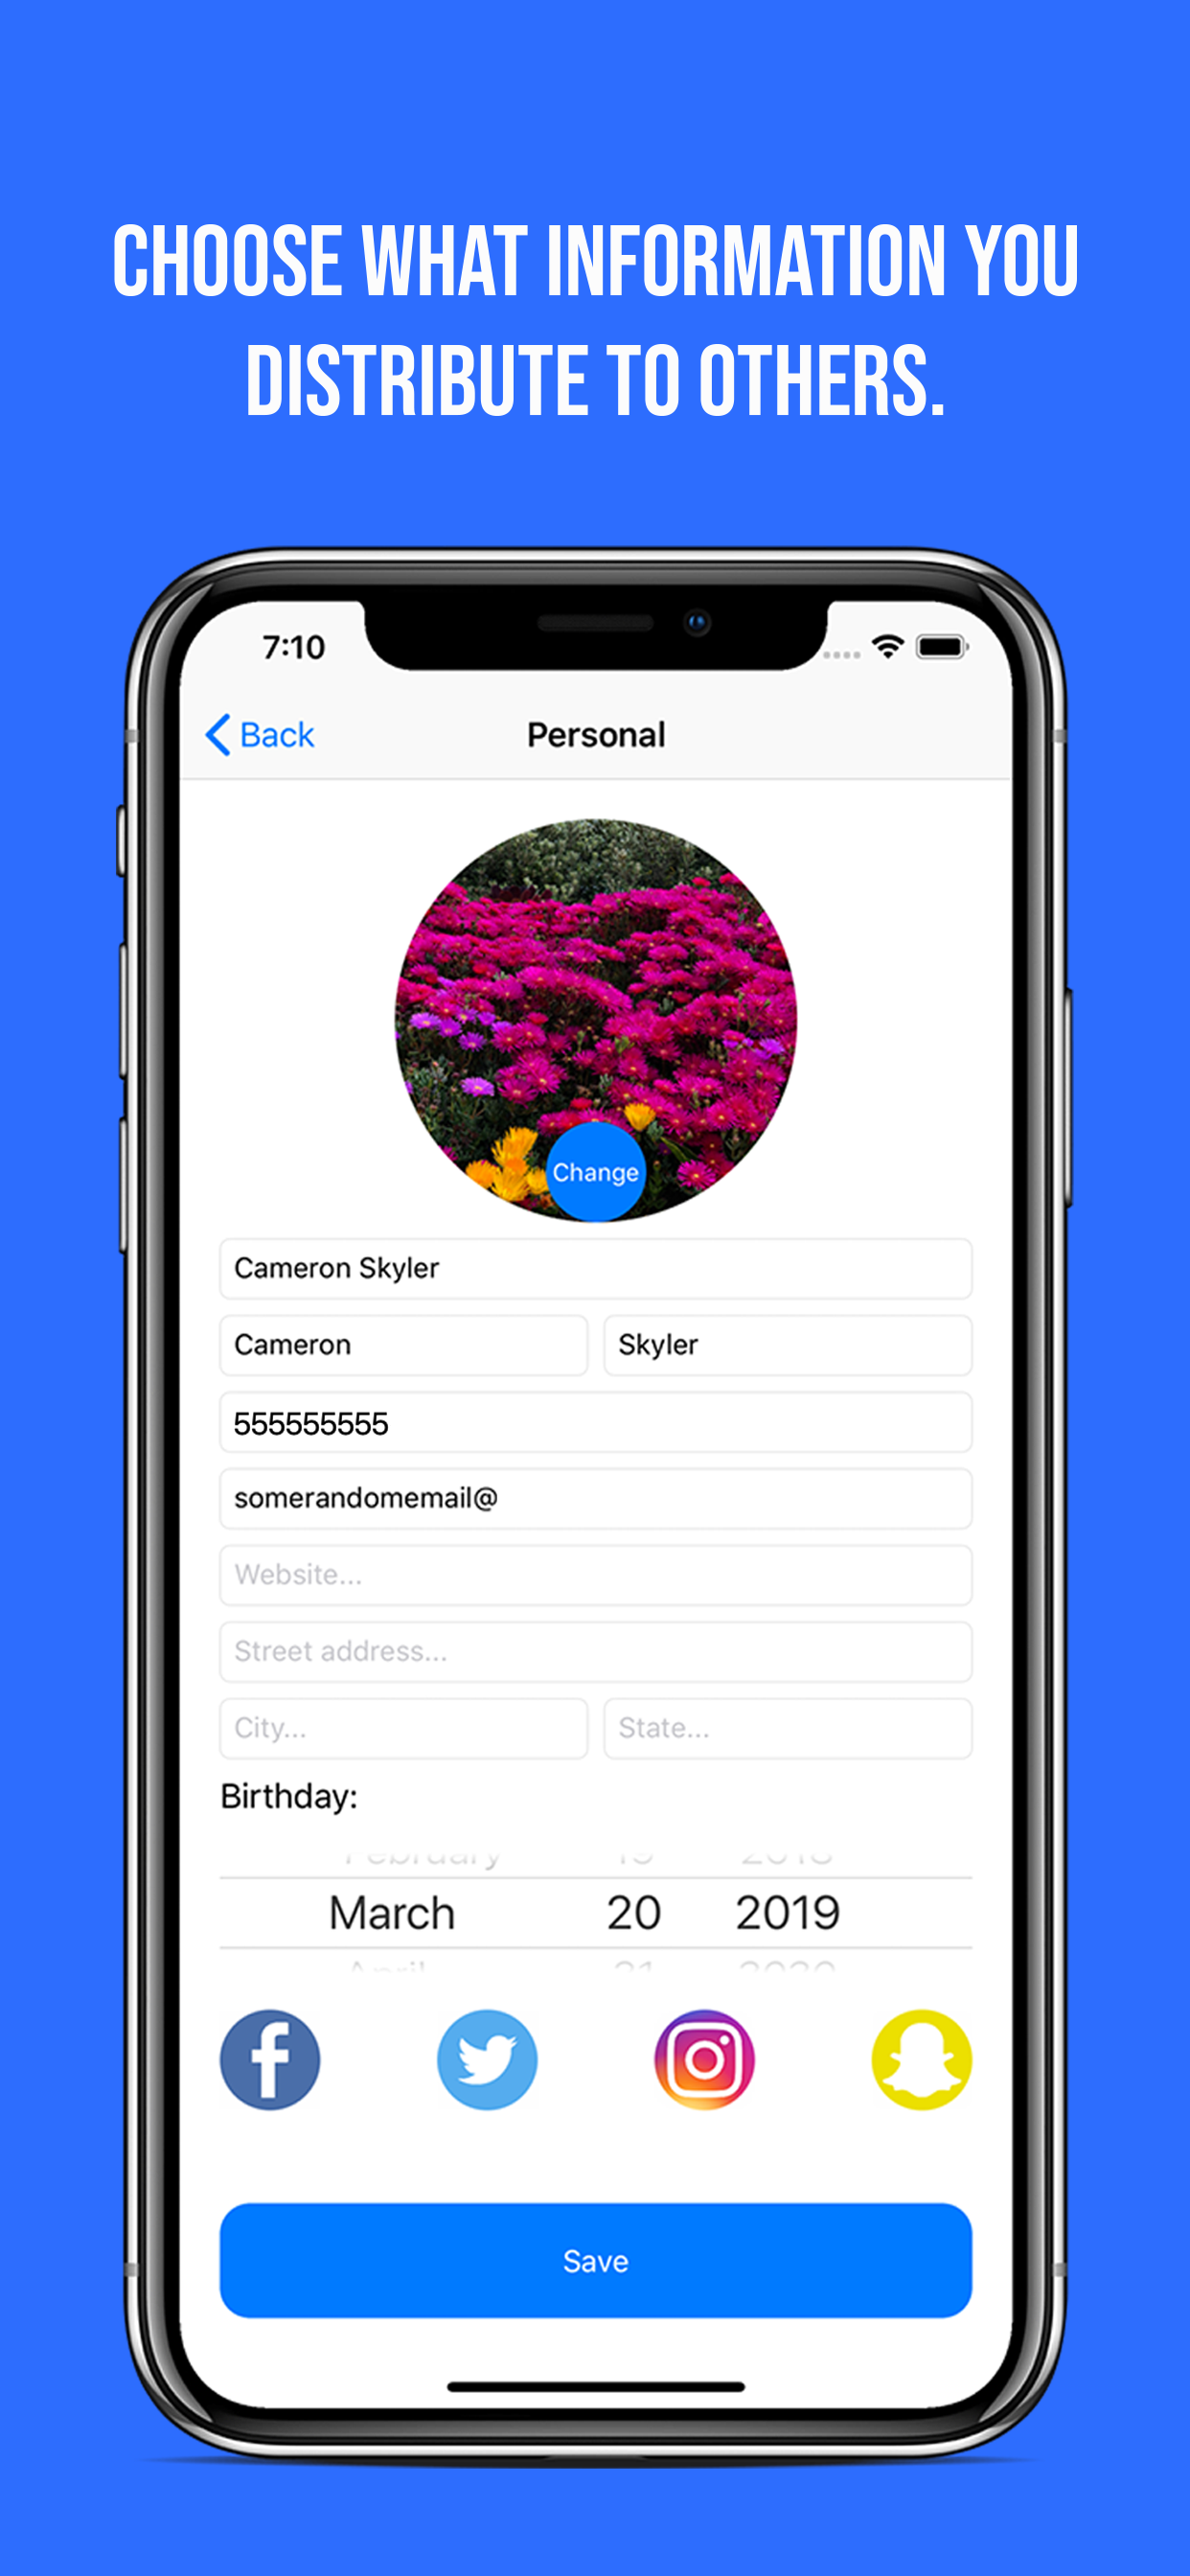 CHOOSE WHAT INFORMATION YOU
DISTRIBUTE TO OTHERS.
7:10
Back Personal
Change
Cameron Skyler
Cameron Skyler
555555555
somerandomemail@
Website...
Street address...
City... State...
Birthday:
February 19 2018
March 20 2019
April 21 2020
Save